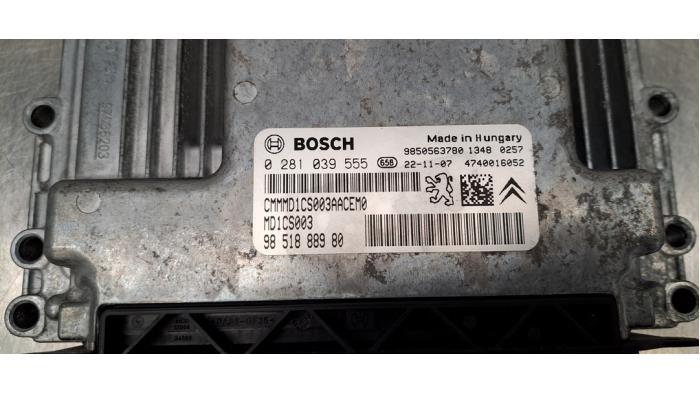 BOSCH
Made in Hungary
0 281 039 555 658
9850563780 1348 0257
22-11-07 4740016052
CMMMD1CS003AACEM0
MD1CS003
98 518 889 80